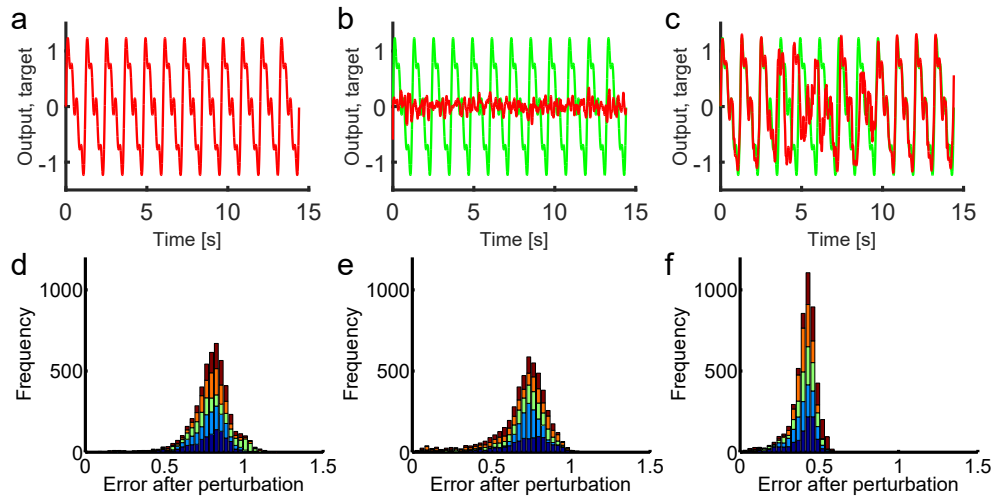 a
Output, target
1
0
-1
0 5 10 15
Time [s]
b
Output, target
1
0
-1
0 5 10 15
Time [s]
c
Output, target
1
0
-1
0 5 10 15
Time [s]
d
Frequency
1000
500
0
0 0.5 1 1.5
Error after perturbation
e
Frequency
1000
500
0
0 0.5 1 1.5
Error after perturbation
f
Frequency
1000
500
0
0 0.5 1 1.5
Error after perturbation